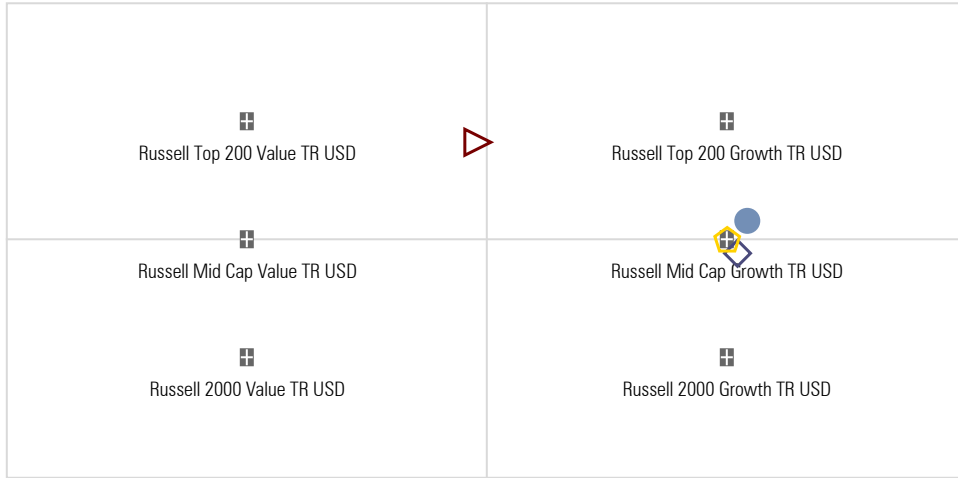 Russell Top 200 Value TR USD
Russell Top 200 Growth TR USD
Russell Mid Cap Value TR USD
Russell Mid Cap Growth TR USD
Russell 2000 Value TR USD
Russell 2000 Growth TR USD